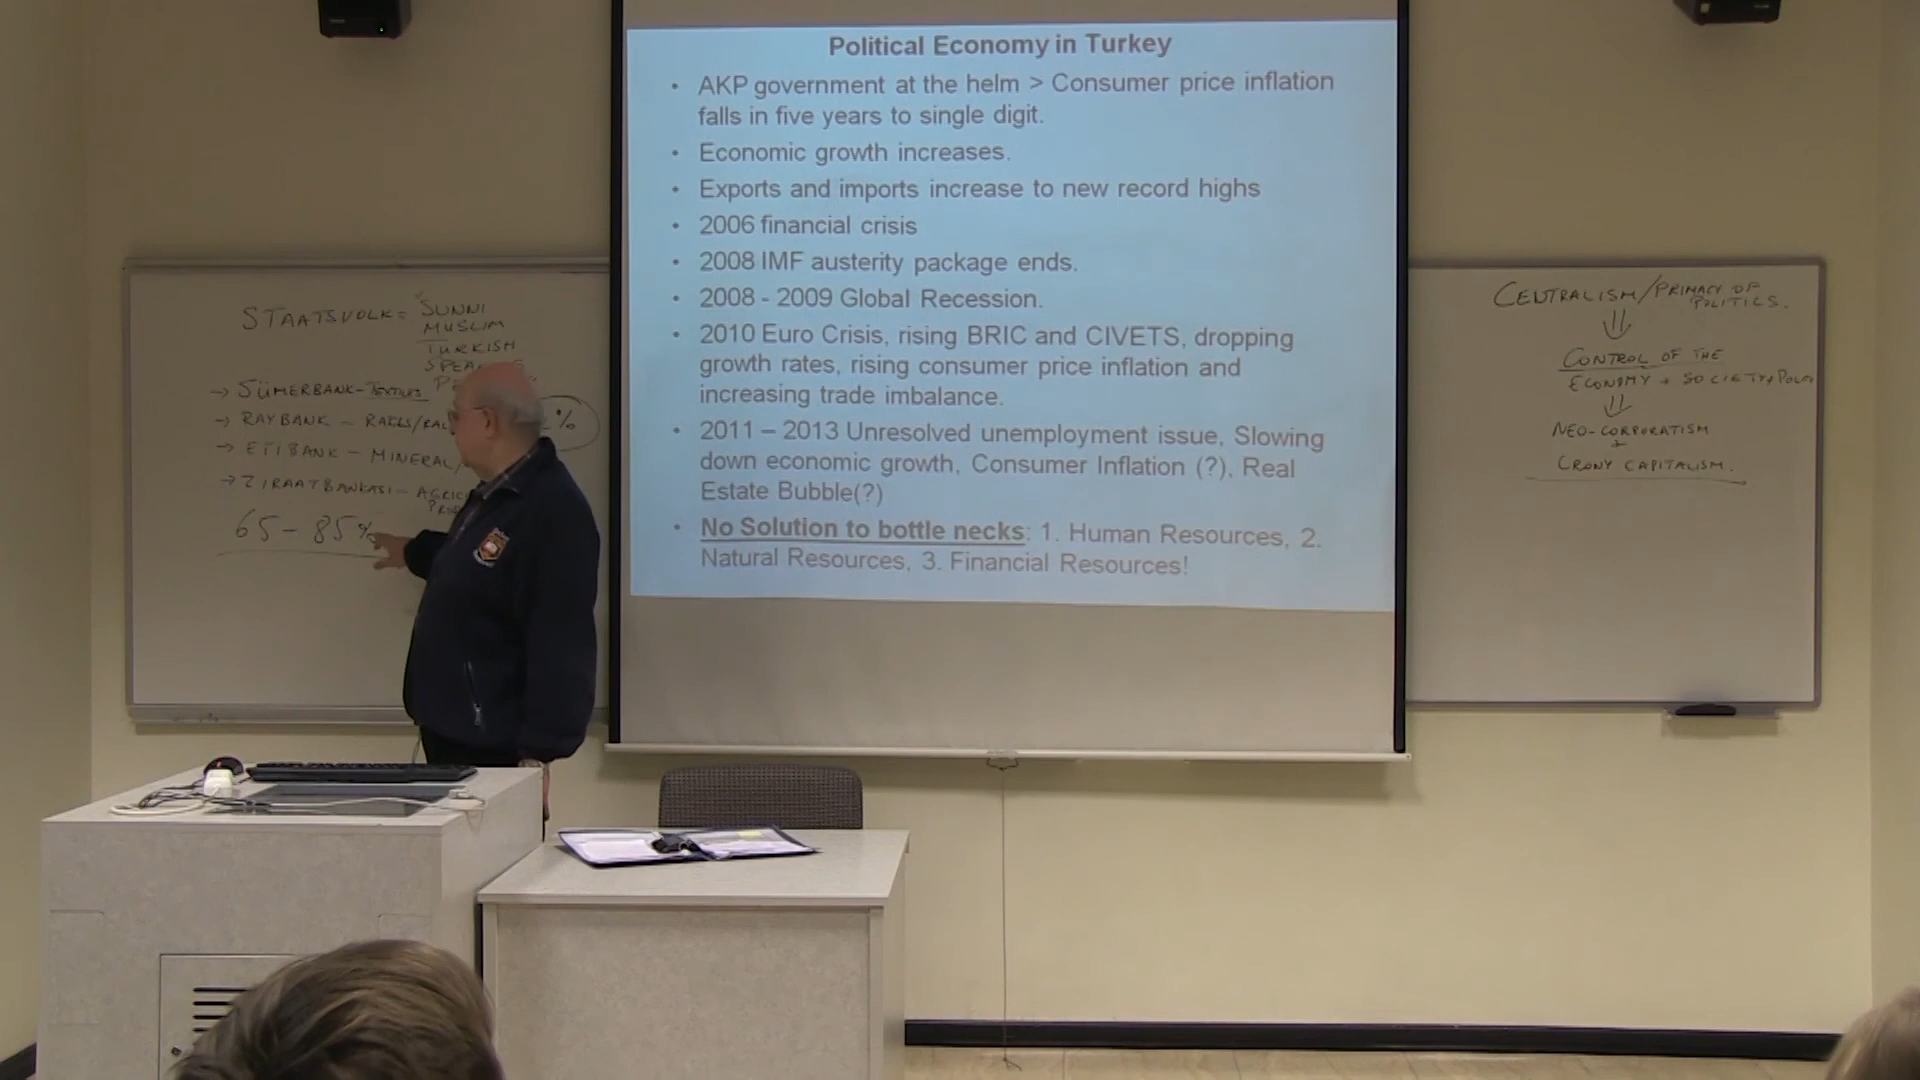 STAATSVOLK = SUNNI
MUSLIM
TURKISH
→ SÜMERBANK - TEXTILES
→ RAYBANK -
→ ETIBANK - MINERAL/
→ ZIRAATBANKASI -
65 - 85%
%
Political Economy in Turkey
• AKP government at the helm > Consumer price inflation
falls in five years to single digit.
• Economic growth increases.
• Exports and imports increase to new record highs
• 2006 financial crisis
• 2008 IMF austerity package ends.
• 2008 - 2009 Global Recession.
• 2010 Euro Crisis, rising BRIC and CIVETS, dropping
growth rates, rising consumer price inflation and
increasing trade imbalance.
• 2011 – 2013 Unresolved unemployment issue, Slowing
down economic growth, Consumer Inflation (?), Real
Estate Bubble(?)
• No Solution to bottle necks: 1. Human Resources, 2.
Natural Resources, 3. Financial Resources!
CENTRALISM/PRIMACY OF
POLITICS.
⇓
CONTROL OF THE
ECONOMY + SOCIETY +
⇓
NEO-CORPORATISM
+
CRONY CAPITALISM.